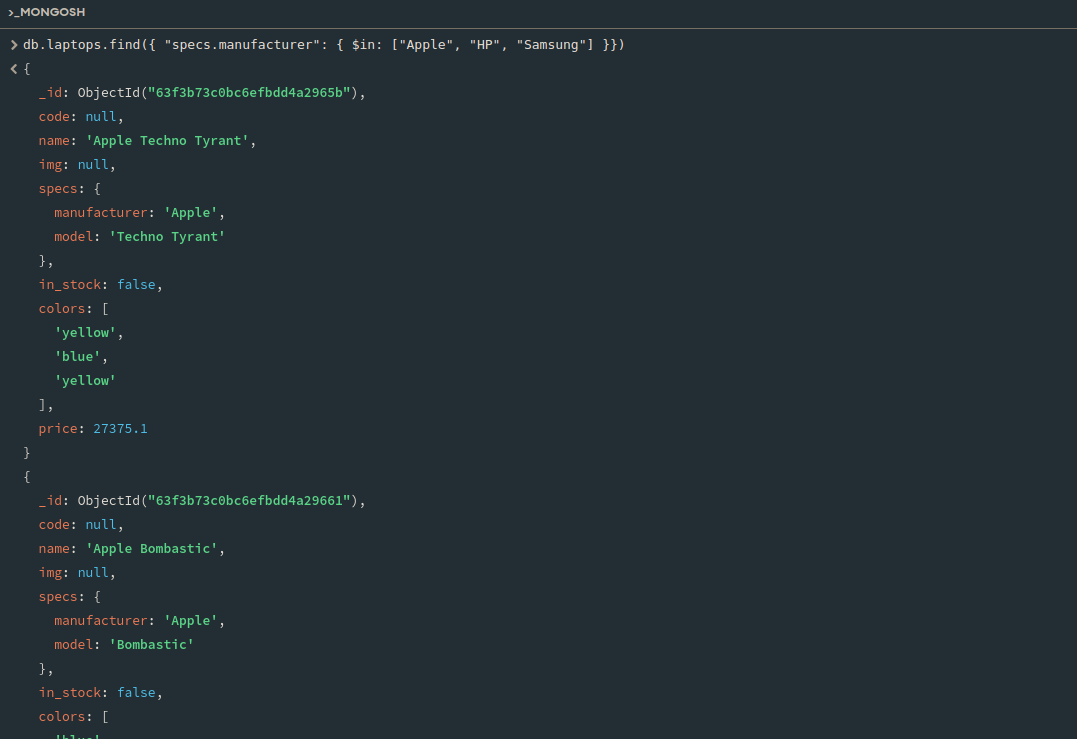 >_MONGOSH
> db.laptops.find({ "specs.manufacturer": { $in: ["Apple", "HP", "Samsung"] }})
< {
_id: ObjectId("63f3b73c0bc6efbdd4a2965b"),
code: null,
name: 'Apple Techno Tyrant',
img: null,
specs: {
manufacturer: 'Apple',
model: 'Techno Tyrant'
},
in_stock: false,
colors: [
'yellow',
'blue',
'yellow'
],
price: 27375.1
}
{
_id: ObjectId("63f3b73c0bc6efbdd4a29661"),
code: null,
name: 'Apple Bombastic',
img: null,
specs: {
manufacturer: 'Apple',
model: 'Bombastic'
},
in_stock: false,
colors: [
'blue'